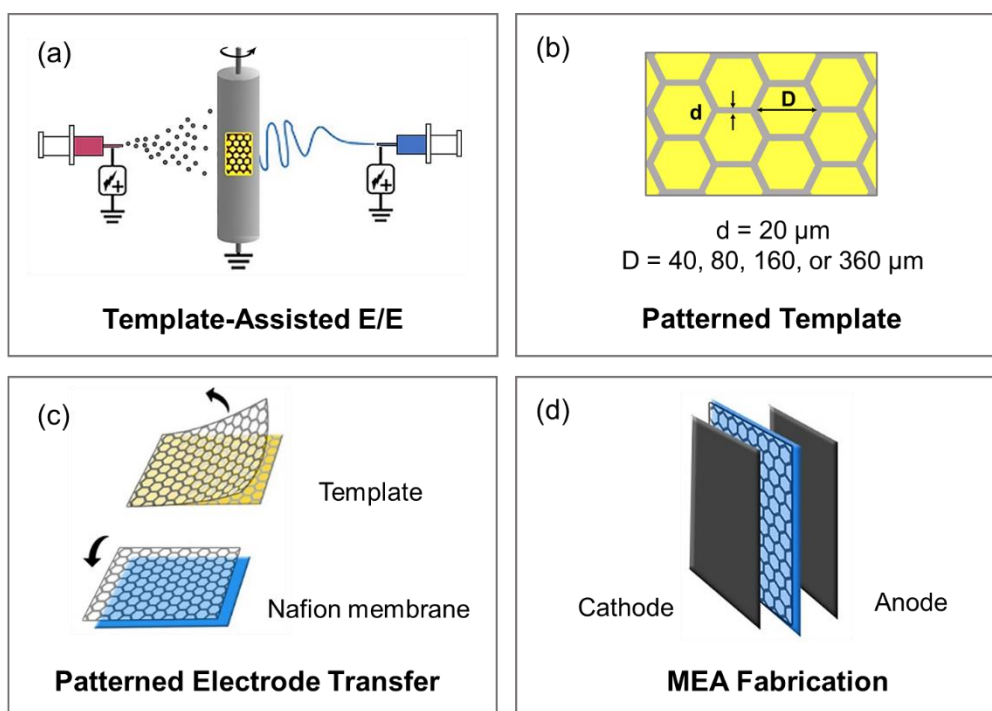 (a)
Template-Assisted E/E
(b)
d
D
d = 20 µm
D = 40, 80, 160, or 360 µm
Patterned Template
(c)
Template
Nafion membrane
Patterned Electrode Transfer
(d)
Cathode
Anode
MEA Fabrication